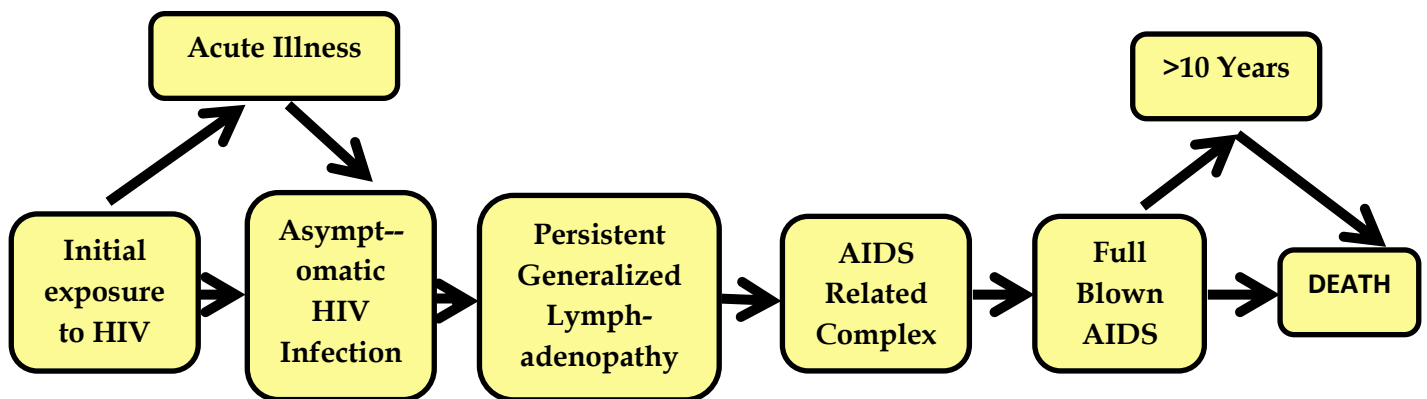 Acute Illness
>10 Years
Initial
exposure
to HIV
Asympt--
omatic
HIV
Infection
Persistent
Generalized
Lymph-
adenopathy
AIDS
Related
Complex
Full
Blown
AIDS
DEATH